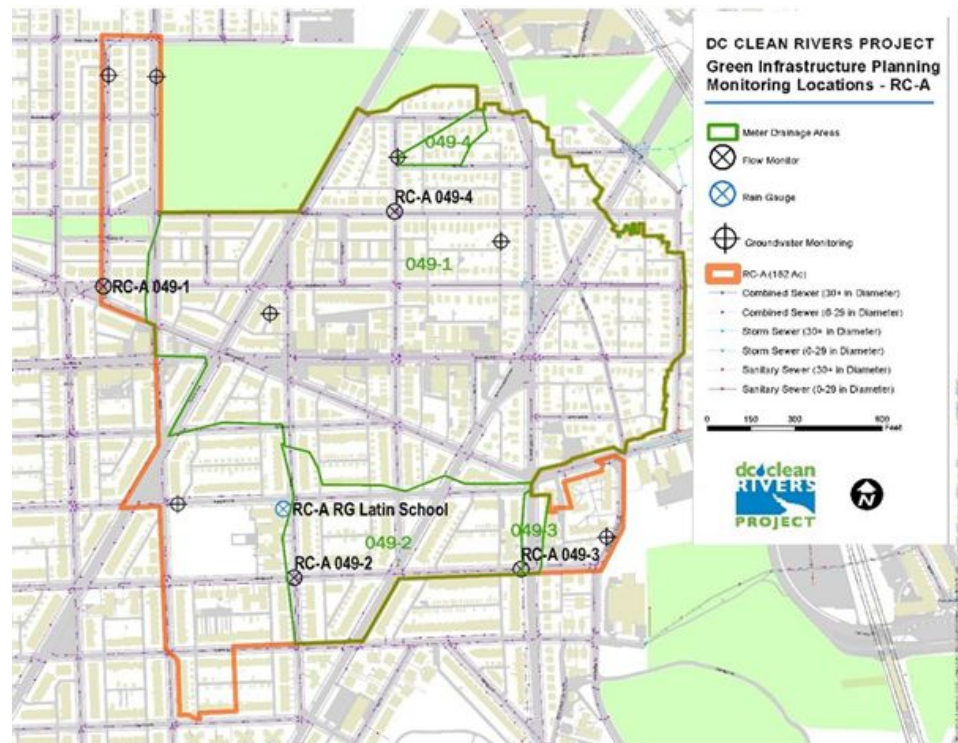 DC CLEAN RIVERS PROJECT
Green Infrastructure Planning
Monitoring Locations - RC-A
Meter Drainage Areas
Flow Monitor
Rain Gauge
Groundwater Monitoring
RC-A (182 Ac)
Combined Sewer (30+ in Diameter)
Combined Sewer (0-29 in Diameter)
Storm Sewer (30+ in Diameter)
Storm Sewer (0-29 in Diameter)
Sanitary Sewer (30+ in Diameter)
Sanitary Sewer (0-29 in Diameter)
0 150 300 600
Feet
dc clean
RIVERS
PROJECT
N
049-4
RC-A 049-4
049-1
RC-A 049-1
RC-A RG Latin School
049-2
049-3
RC-A 049-2
RC-A 049-3